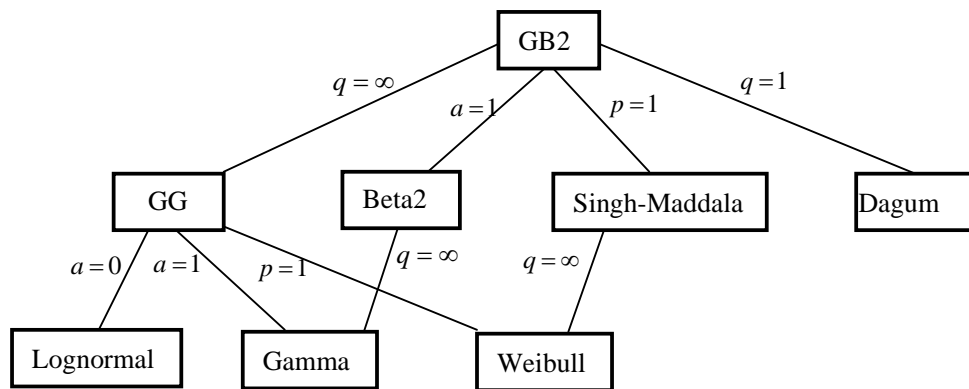 GB2
q = ∞
a = 1
p = 1
q = 1
GG
Beta2
Singh-Maddala
Dagum
a = 0
a = 1
p = 1
q = ∞
q = ∞
Lognormal
Gamma
Weibull